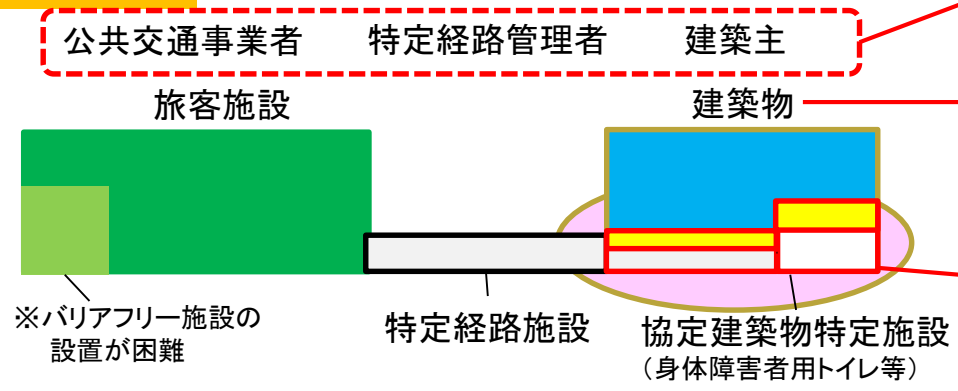 公共交通事業者　　特定経路管理者　　建築主
旅客施設
建築物
※バリアフリー施設の
設置が困難
特定経路施設
協定建築物特定施設
（身体障害者用トイレ等）